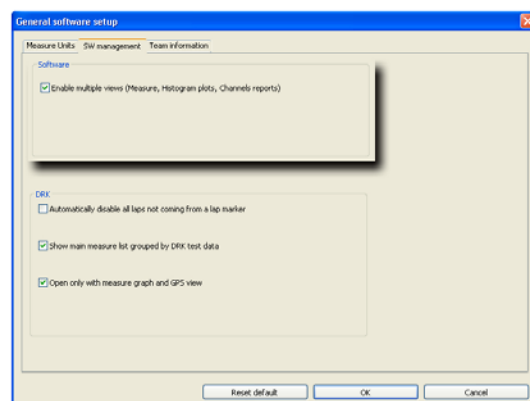 General software setup
Measure Units SW management Team information
Software
Enable multiple views (Measure, Histogram plots, Channels reports)
DRK
Automatically disable all laps not coming from a lap marker
Show main measure list grouped by DRK test data
Open only with measure graph and GPS view
Reset default OK Cancel